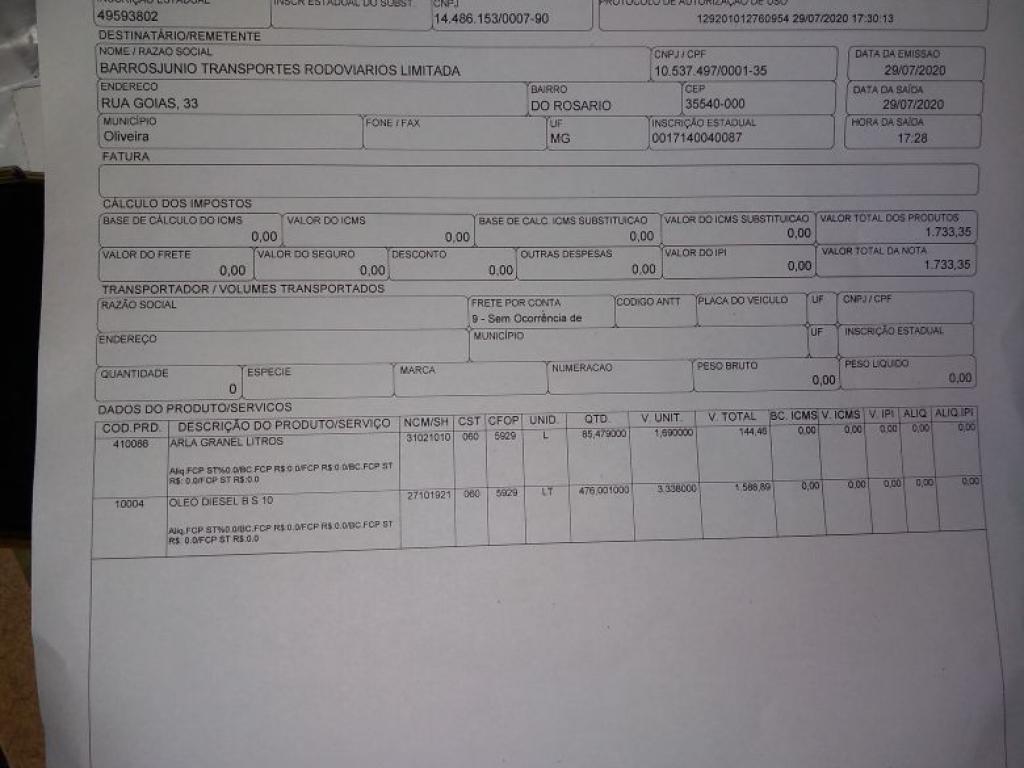 INSCRIÇÃO ESTADUAL INSCR ESTADUAL DO SUBST. CNPJ PROTOCOLO DE AUTORIZAÇÃO DE USO
49593802 14.486.153/0007-90 129201012760954 29/07/2020 17:30:13
DESTINATÁRIO/REMETENTE
NOME / RAZAO SOCIAL CNPJ / CPF DATA DA EMISSAO
BARROSJUNIO TRANSPORTES RODOVIARIOS LIMITADA 10.537.497/0001-35 29/07/2020
ENDERECO BAIRRO CEP DATA DA SAÍDA
RUA GOIAS, 33 DO ROSARIO 35540-000 29/07/2020
MUNICÍPIO FONE / FAX UF INSCRIÇÃO ESTADUAL HORA DA SAÍDA
Oliveira MG 0017140040087 17:28
FATURA
CÁLCULO DOS IMPOSTOS
BASE DE CÁLCULO DO ICMS VALOR DO ICMS BASE DE CALC. ICMS SUBSTITUICAO VALOR DO ICMS SUBSTITUICAO VALOR TOTAL DOS PRODUTOS
0,00 0,00 0,00 0,00 1.733,35
VALOR DO FRETE VALOR DO SEGURO DESCONTO OUTRAS DESPESAS VALOR DO IPI VALOR TOTAL DA NOTA
0,00 0,00 0,00 0,00 0,00 1.733,35
TRANSPORTADOR / VOLUMES TRANSPORTADOS
RAZÃO SOCIAL FRETE POR CONTA CODIGO ANTT PLACA DO VEICULO UF CNPJ / CPF
9 - Sem Ocorrência de
ENDEREÇO MUNICÍPIO UF INSCRIÇÃO ESTADUAL
QUANTIDADE ESPECIE MARCA NUMERACAO PESO BRUTO PESO LIQUIDO
0 0,00 0,00
DADOS DO PRODUTO/SERVICOS
COD.PRD. DESCRIÇÃO DO PRODUTO/SERVIÇO NCM/SH CST CFOP UNID. QTD. V. UNIT. V. TOTAL BC. ICMS V. ICMS V. IPI ALIQ ALIQ.IPI
410086 ARLA GRANEL LITROS 31021010 060 5929 L 85,479000 1,690000 144,46 0,00 0,00 0,00 0,00 0,00
Aliq.FCP ST%0.0/BC.FCP R$:0.0/FCP R$:0.0/BC.FCP ST
R$: 0.0/FCP ST R$:0.0
10004 OLEO DIESEL B S 10 27101921 060 5929 LT 476,001000 3,338000 1.588,89 0,00 0,00 0,00 0,00 0,00
Aliq.FCP ST%0.0/BC.FCP R$:0.0/FCP R$:0.0/BC.FCP ST
R$: 0.0/FCP ST R$:0.0